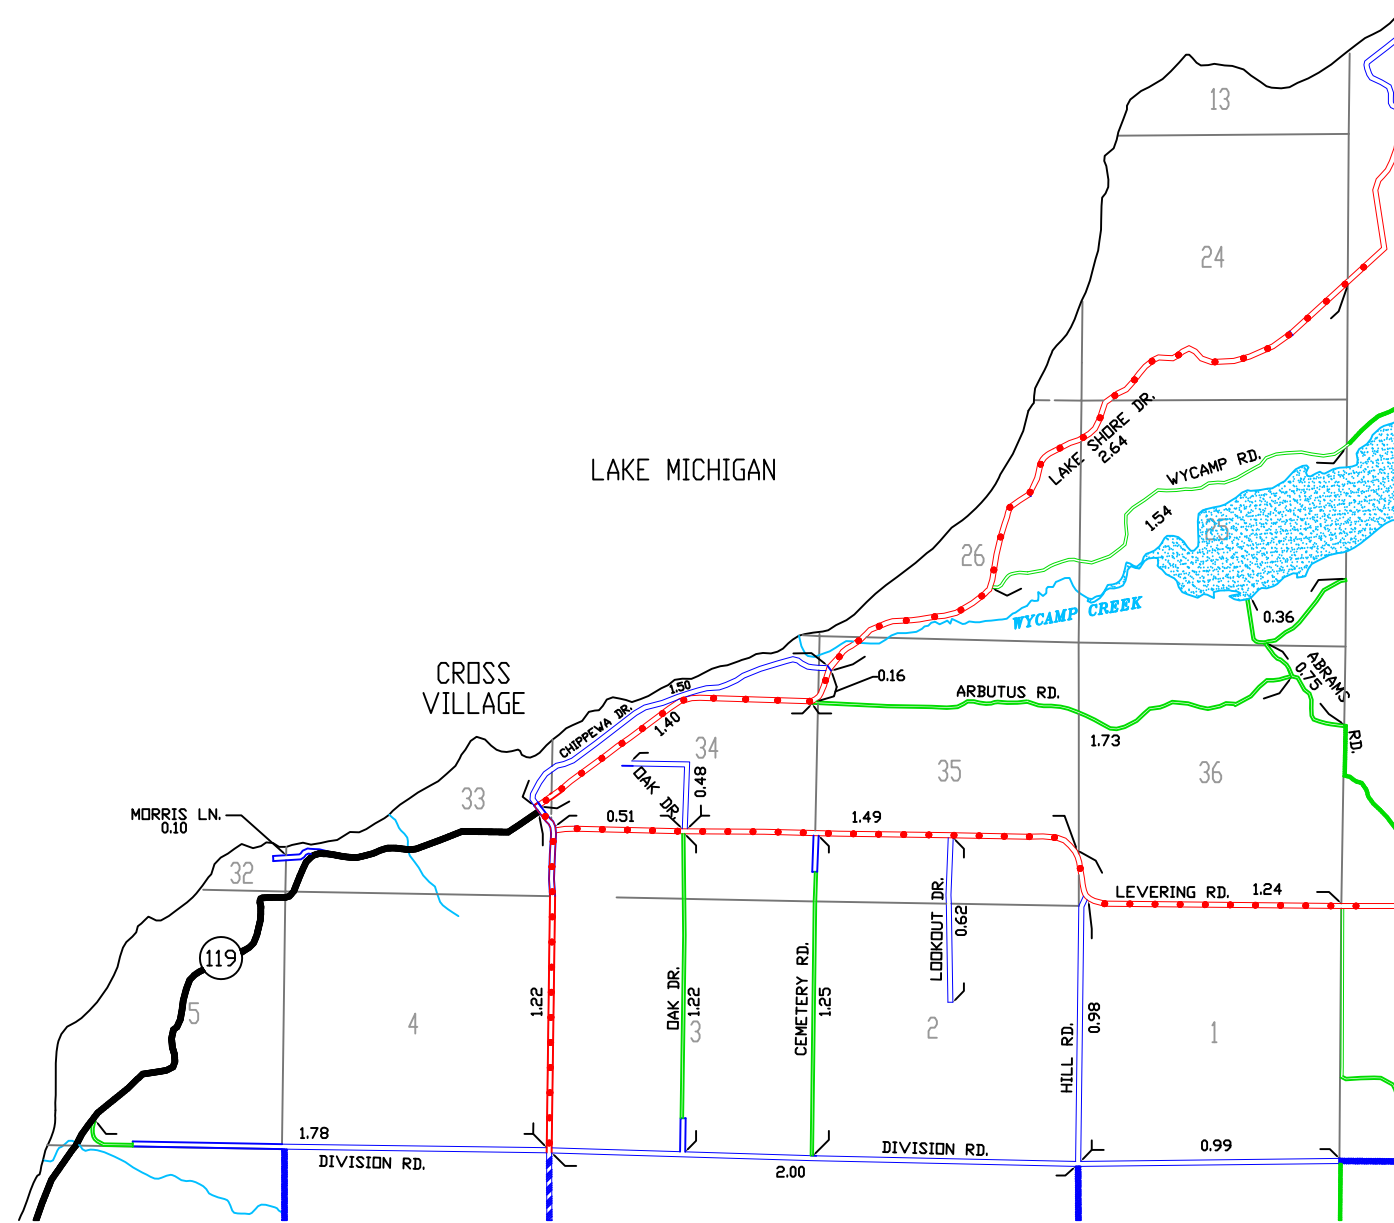 13
24
LAKE SHORE DR.
2.64
LAKE MICHIGAN
WYCAMP RD.
1.54
25
26
WYCAMP CREEK
0.36
CROSS
VILLAGE
0.16
ABRAMS
0.75
RD.
1.50
ARBUTUS RD.
CHIPPEWA DR.
1.40
34
1.73
35
36
OAK DR.
0.48
33
MORRIS LN.
0.10
0.51
1.49
32
LEVERING RD.
1.24
LOOKOUT DR.
0.62
119
5
4
1.22
OAK DR.
1.22
3
CEMETERY RD.
1.25
2
HILL RD.
0.98
1
1.78
DIVISION RD.
DIVISION RD.
0.99
2.00